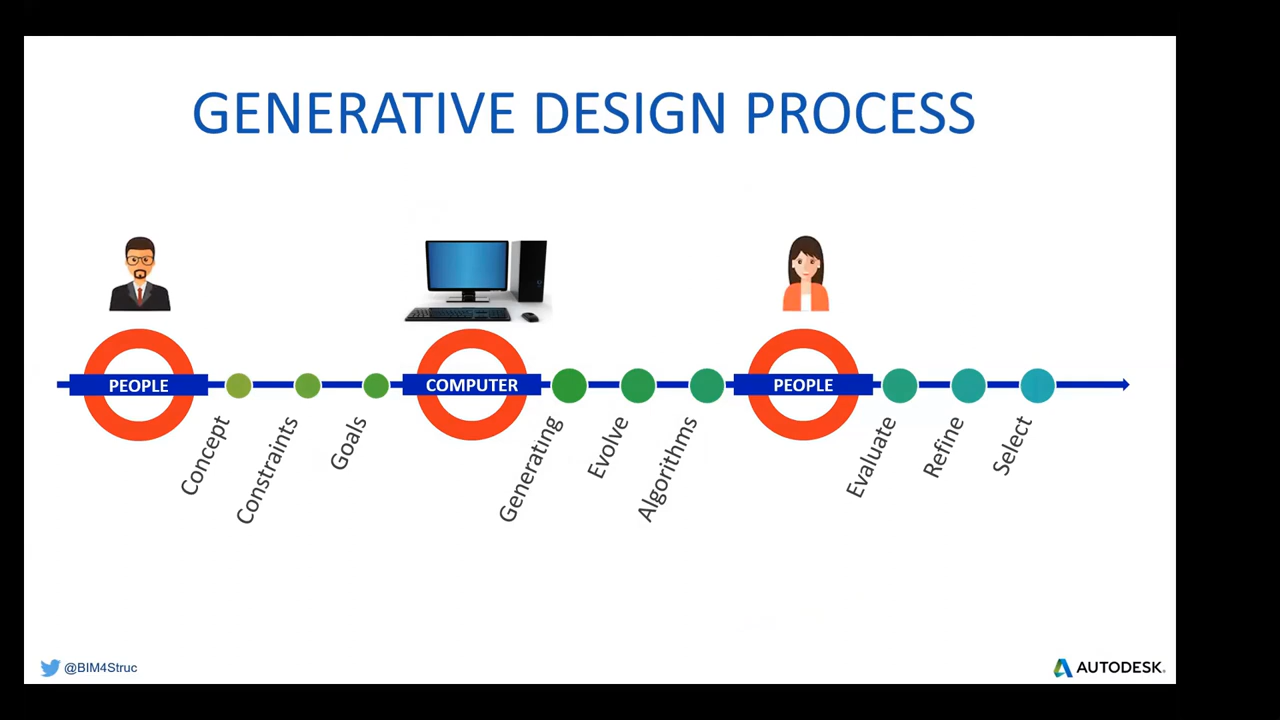 GENERATIVE DESIGN PROCESS
PEOPLE
Concept
Constraints
Goals
COMPUTER
Generating
Evolve
Algorithms
PEOPLE
Evaluate
Refine
Select
@BIM4Struc
AUTODESK.